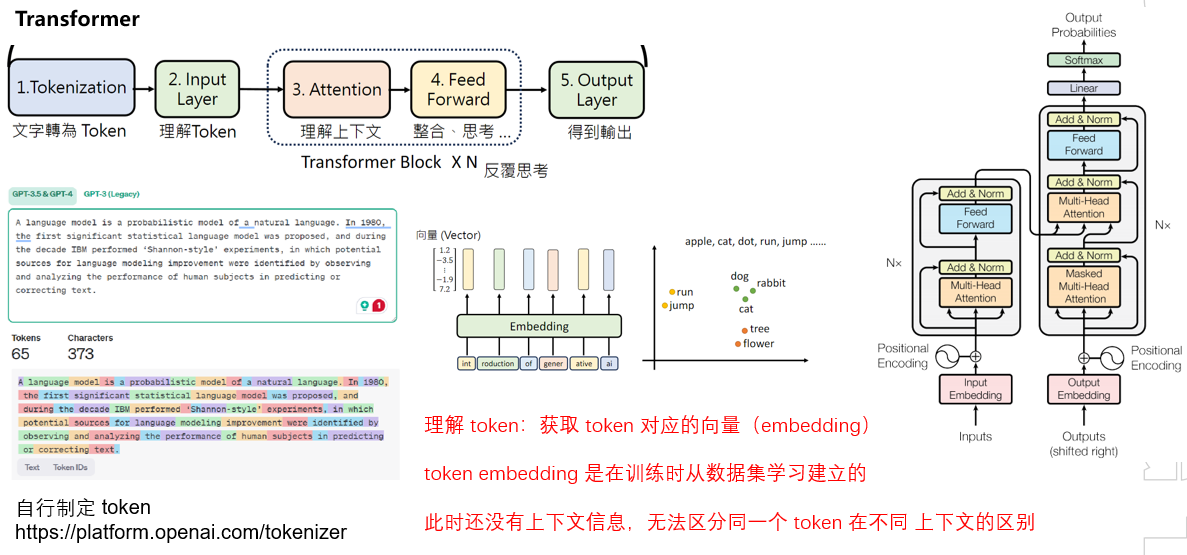 Transformer
1.Tokenization
2. Input
Layer
3. Attention
4. Feed
Forward
5. Output
Layer
文字轉為 Token
理解Token
理解上下文
整合、思考 ...
得到輸出
Transformer Block X N
反覆思考
GPT-3.5 & GPT-4 GPT-3 (Legacy)
A language model is a probabilistic model of a natural language. In 1980,
the first significant statistical language model was proposed, and during
the decade IBM performed ‘Shannon-style’ experiments, in which potential
sources for language modeling improvement were identified by observing
and analyzing the performance of human subjects in predicting or
correcting text.
1
Tokens Characters
65 373
A language model is a probabilistic model of a natural language. In 1980,
the first significant statistical language model was proposed, and
during the decade IBM performed ‘Shannon-style’ experiments, in which
potential sources for language modeling improvement were identified by
observing and analyzing the performance of human subjects in predicting
or correcting text.
Text Token IDs
自行制定 token
https://platform.openai.com/tokenizer
向量 (Vector)
1.2
−3.5
⋮
−1.9
7.2
Embedding
int roduction of gener ative ai
apple, cat, dot, run, jump ......
dog
rabbit
cat
run
jump
tree
flower
理解 token：获取 token 对应的向量（embedding）
token embedding 是在训练时从数据集学习建立的
此时还没有上下文信息，无法区分同一个 token 在不同 上下文的区别
Output
Probabilities
Softmax
Linear
Add & Norm
Feed
Forward
Add & Norm
Multi-Head
Attention
Add & Norm
Masked
Multi-Head
Attention
N×
Add & Norm
Feed
Forward
N×
Add & Norm
Multi-Head
Attention
Positional
Encoding
Positional
Encoding
Input
Embedding
Output
Embedding
Inputs
Outputs
(shifted right)